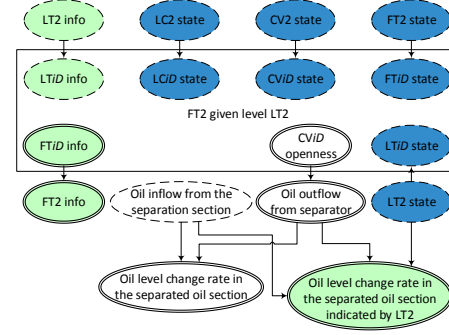 LT2 info
LC2 state
CV2 state
FT2 state
LTiD info
LCiD state
CViD state
FTiD state
FT2 given level LT2
FTiD info
CViD
openness
LTiD state
FT2 info
Oil inflow from the
separation section
Oil outflow
from separator
LT2 state
Oil level change rate in
the separated oil section
Oil level change rate in
the separated oil section
indicated by LT2